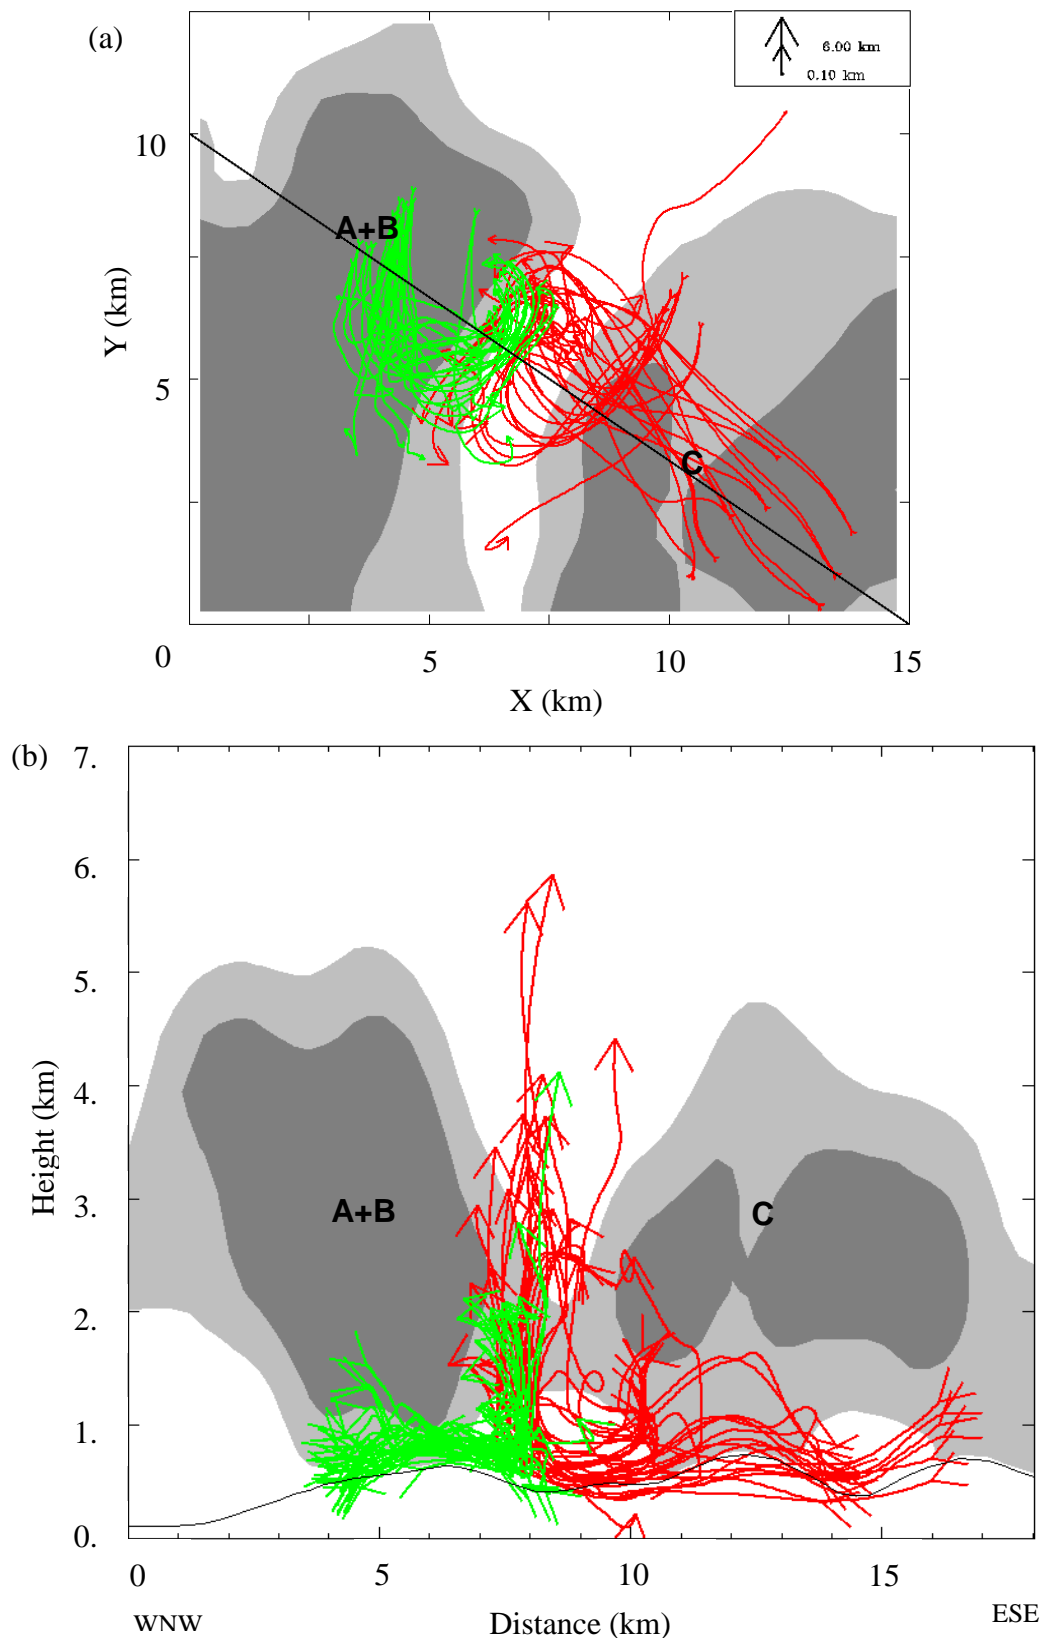 (a)
6.00 km
0.10 km
10
A+B
Y (km)
5
C
0
5
10
15
X (km)
(b)
7.
6.
5.
4.
Height (km)
3.
A+B
C
2.
1.
0.
0
5
10
15
WNW
Distance (km)
ESE